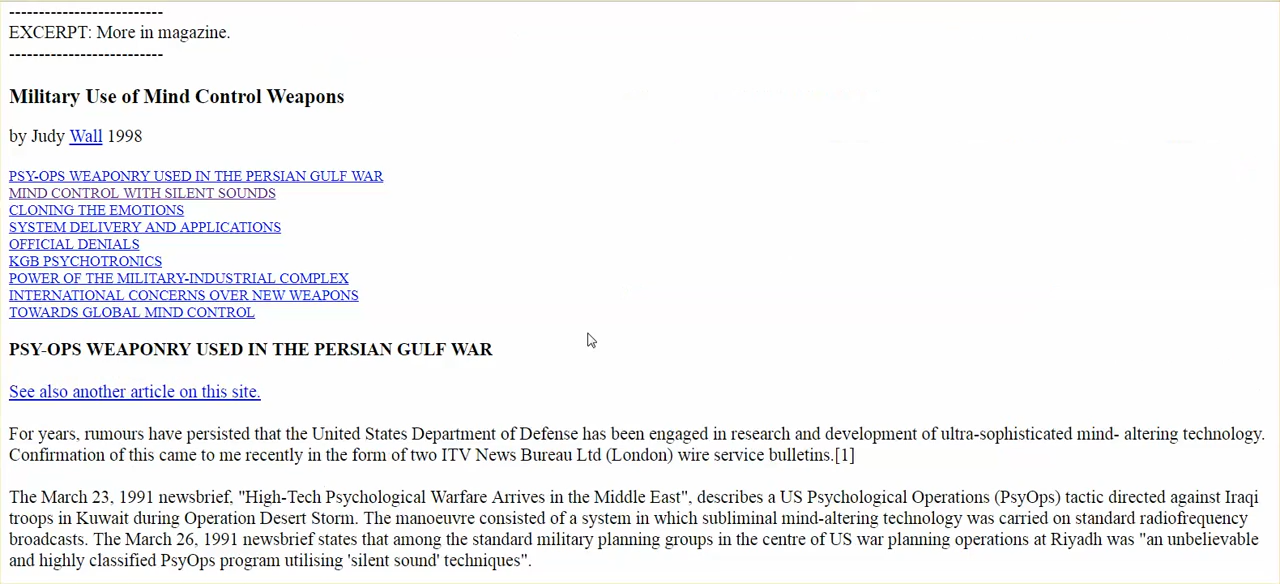 --------------------------
EXCERPT: More in magazine.
--------------------------
Military Use of Mind Control Weapons
by Judy Wall 1998
PSY-OPS WEAPONRY USED IN THE PERSIAN GULF WAR
MIND CONTROL WITH SILENT SOUNDS
CLONING THE EMOTIONS
SYSTEM DELIVERY AND APPLICATIONS
OFFICIAL DENIALS
KGB PSYCHOTRONICS
POWER OF THE MILITARY-INDUSTRIAL COMPLEX
INTERNATIONAL CONCERNS OVER NEW WEAPONS
TOWARDS GLOBAL MIND CONTROL
PSY-OPS WEAPONRY USED IN THE PERSIAN GULF WAR
See also another article on this site.
For years, rumours have persisted that the United States Department of Defense has been engaged in research and development of ultra-sophisticated mind- altering technology.
Confirmation of this came to me recently in the form of two ITV News Bureau Ltd (London) wire service bulletins.[1]
The March 23, 1991 newsbrief, "High-Tech Psychological Warfare Arrives in the Middle East", describes a US Psychological Operations (PsyOps) tactic directed against Iraqi
troops in Kuwait during Operation Desert Storm. The manoeuvre consisted of a system in which subliminal mind-altering technology was carried on standard radiofrequency
broadcasts. The March 26, 1991 newsbrief states that among the standard military planning groups in the centre of US war planning operations at Riyadh was "an unbelievable
and highly classified PsyOps program utilising 'silent sound' techniques".